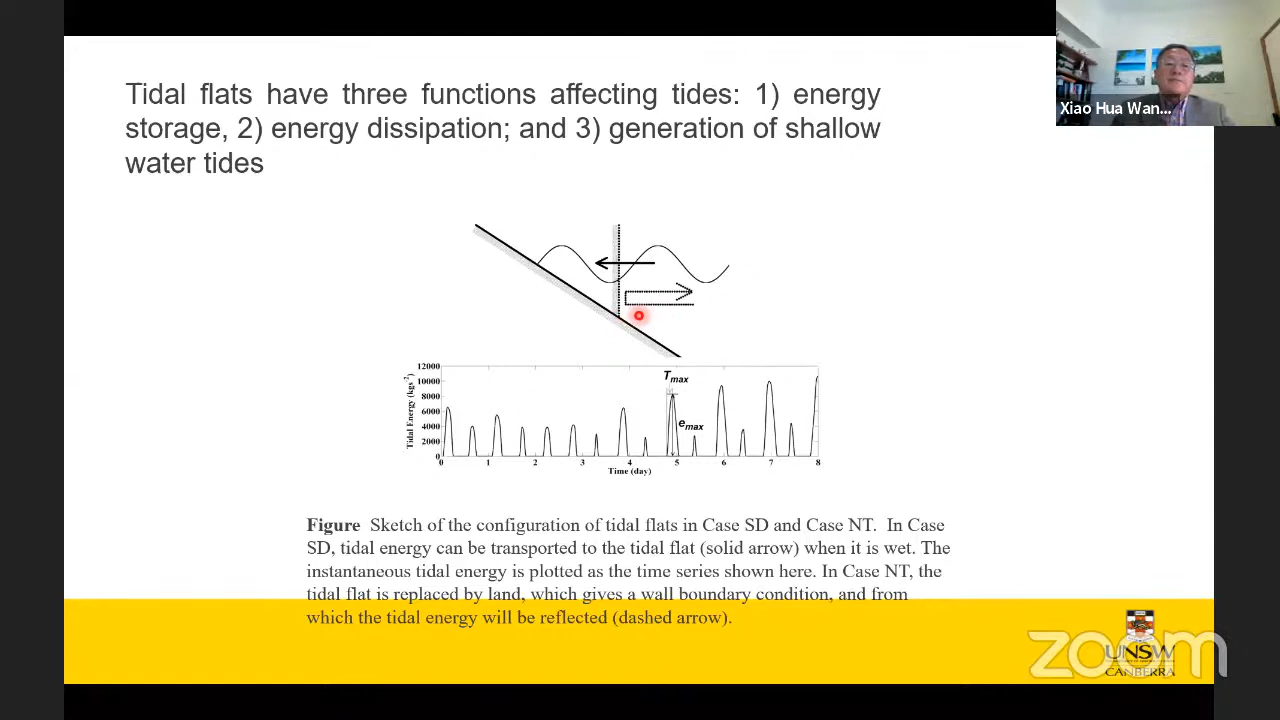 Tidal flats have three functions affecting tides: 1) energy
storage, 2) energy dissipation; and 3) generation of shallow
water tides
Xiao Hua Wan...
12000
10000
8000
6000
4000
2000
0
Tidal Energy (kgs⁻²)
Tmax
emax
0 1 2 3 4 5 6 7 8
Time (day)
Figure Sketch of the configuration of tidal flats in Case SD and Case NT. In Case
SD, tidal energy can be transported to the tidal flat (solid arrow) when it is wet. The
instantaneous tidal energy is plotted as the time series shown here. In Case NT, the
tidal flat is replaced by land, which gives a wall boundary condition, and from
which the tidal energy will be reflected (dashed arrow).
zoom
UNSW
CANBERRA